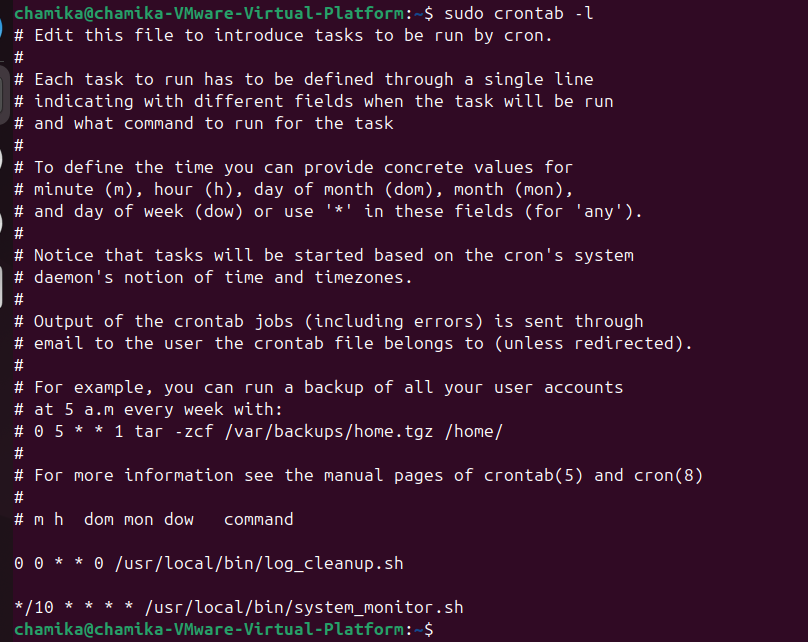 chamika@chamika-VMware-Virtual-Platform:~$ sudo crontab -l
# Edit this file to introduce tasks to be run by cron.
#
# Each task to run has to be defined through a single line
# indicating with different fields when the task will be run
# and what command to run for the task
#
# To define the time you can provide concrete values for
# minute (m), hour (h), day of month (dom), month (mon),
# and day of week (dow) or use '*' in these fields (for 'any').
#
# Notice that tasks will be started based on the cron's system
# daemon's notion of time and timezones.
#
# Output of the crontab jobs (including errors) is sent through
# email to the user the crontab file belongs to (unless redirected).
#
# For example, you can run a backup of all your user accounts
# at 5 a.m every week with:
# 0 5 * * 1 tar -zcf /var/backups/home.tgz /home/
#
# For more information see the manual pages of crontab(5) and cron(8)
#
# m h  dom mon dow   command
0 0 * * 0 /usr/local/bin/log_cleanup.sh
*/10 * * * * /usr/local/bin/system_monitor.sh
chamika@chamika-VMware-Virtual-Platform:~$